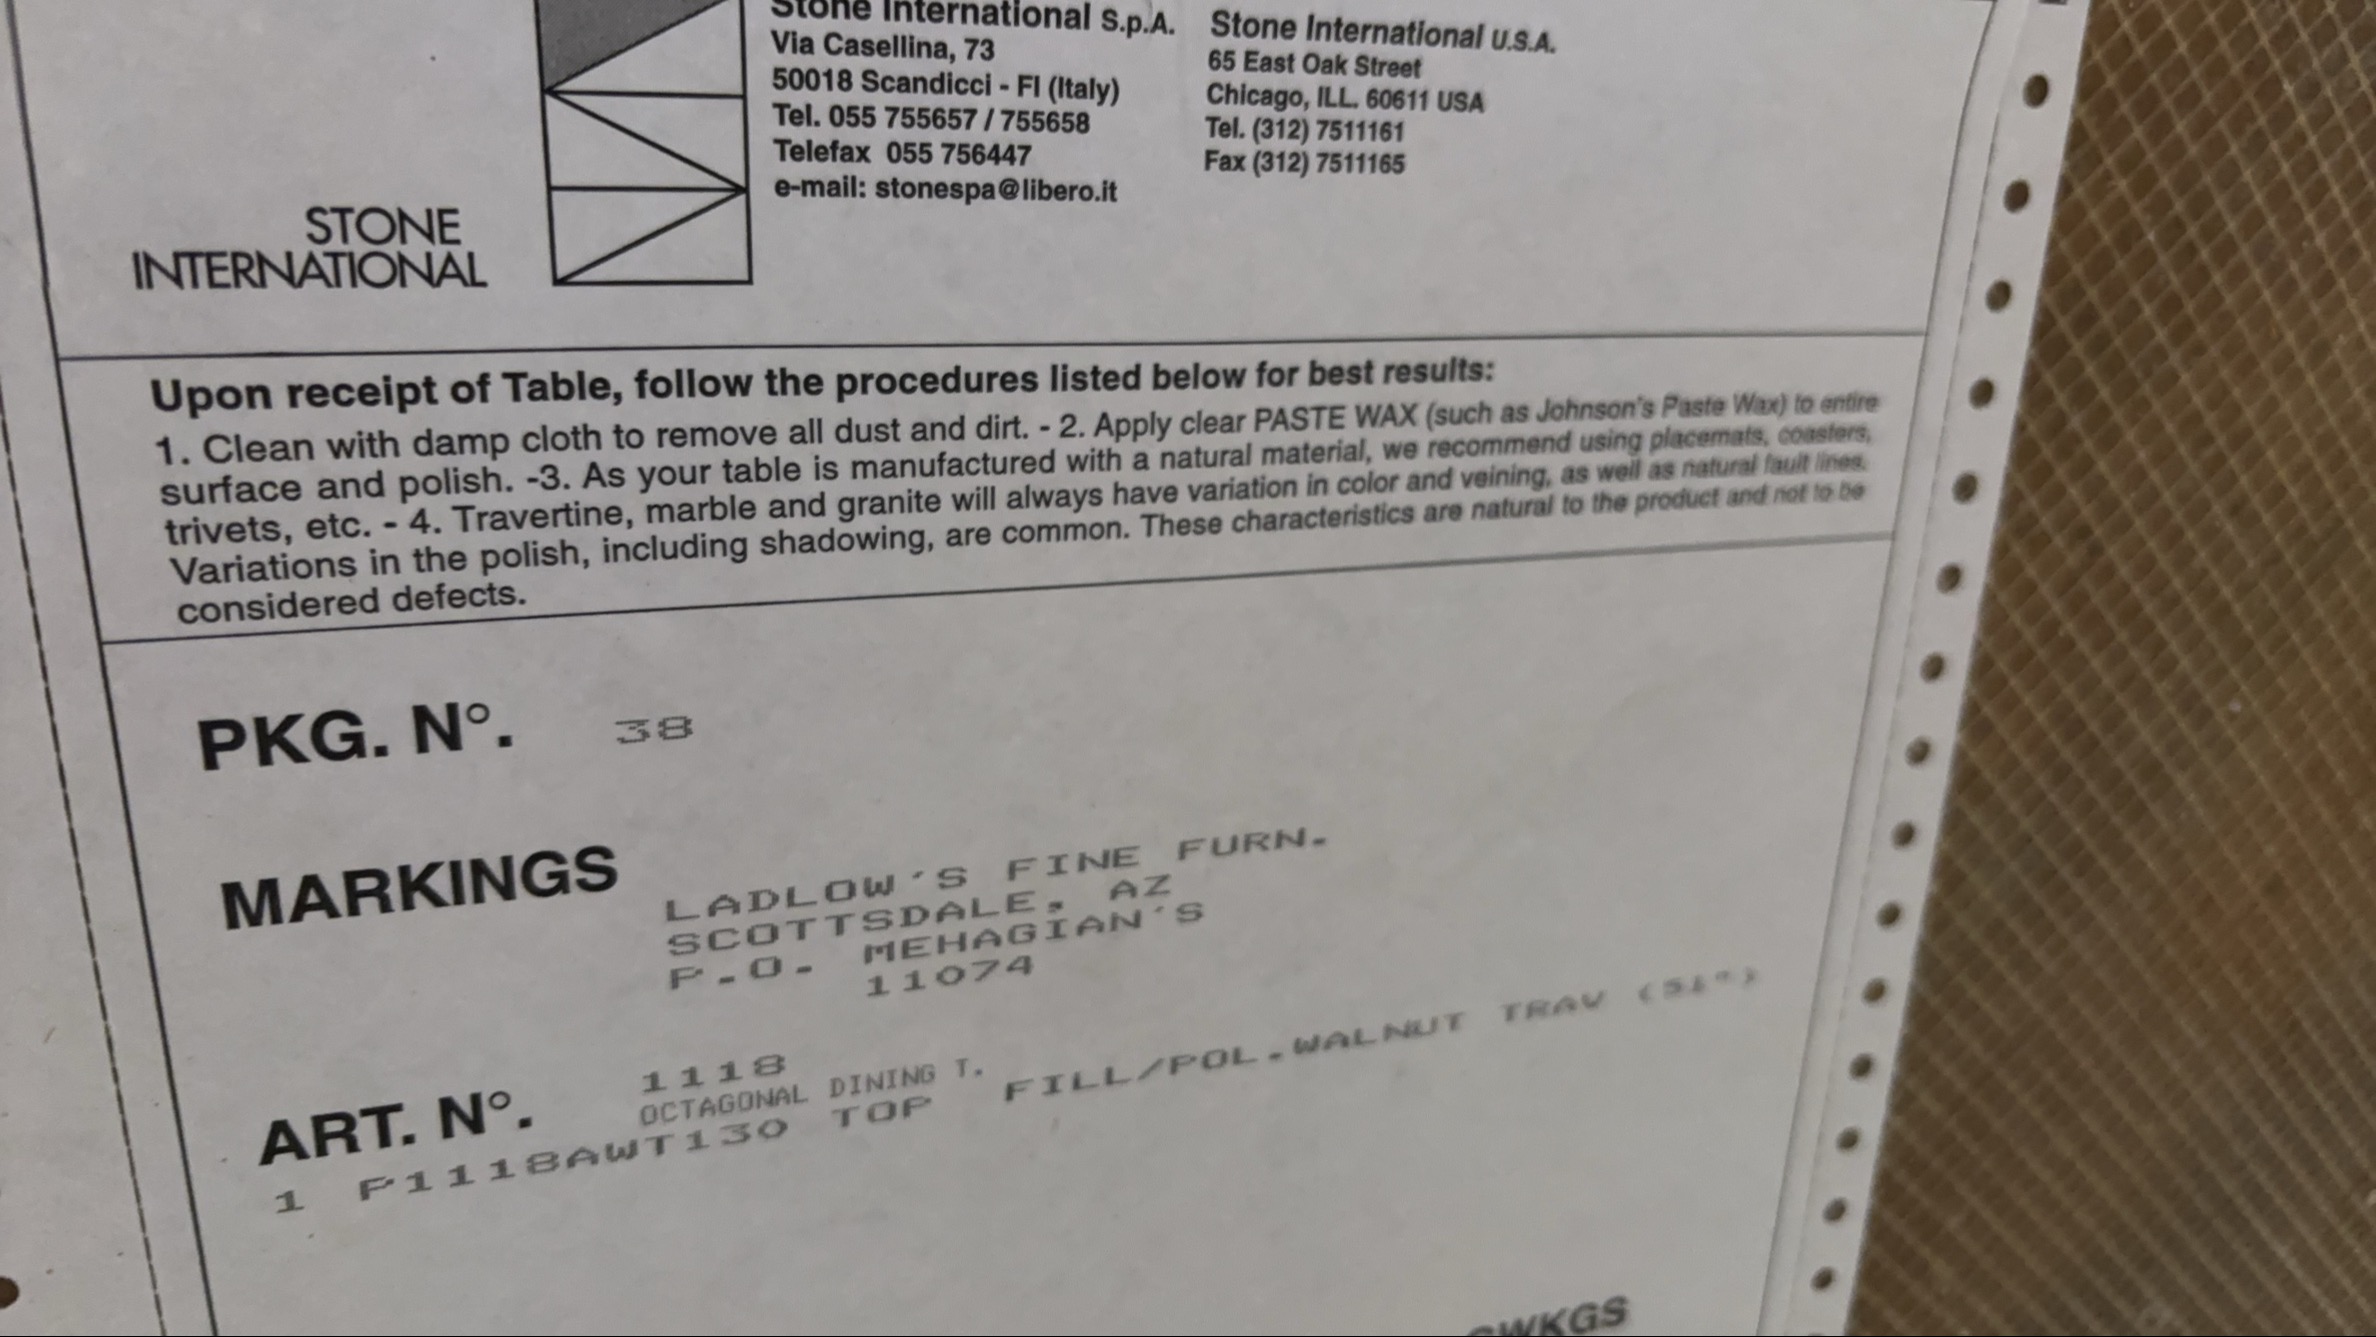 Stone International S.p.A.
Via Casellina, 73
50018 Scandicci - FI (Italy)
Tel. 055 755657 / 755658
Telefax 055 756447
e-mail: stonespa@libero.it
Stone International U.S.A.
65 East Oak Street
Chicago, ILL. 60611 USA
Tel. (312) 7511161
Fax (312) 7511165
STONE
INTERNATIONAL
Upon receipt of Table, follow the procedures listed below for best results:
1. Clean with damp cloth to remove all dust and dirt. - 2. Apply clear PASTE WAX (such as Johnson's Paste Wax) to entire
surface and polish. -3. As your table is manufactured with a natural material, we recommend using placemats, coasters,
trivets, etc. - 4. Travertine, marble and granite will always have variation in color and veining, as well as natural fault lines.
Variations in the polish, including shadowing, are common. These characteristics are natural to the product and not to be
considered defects.
PKG. N°. 38
MARKINGS
LADLOW'S FINE FURN.
SCOTTSDALE, AZ
P.O. MEHAGIAN'S
11074
ART. N°.
1118
OCTAGONAL DINING T.
1 P1118AWT130 TOP FILL/POL.WALNUT TRAV (51")